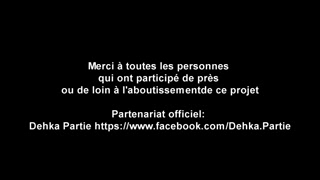 Merci à toutes les personnes
qui ont participé de près
ou de loin à l'aboutissementde ce projet
Partenariat officiel:
Dehka Partie https://www.facebook.com/Dehka.Partie